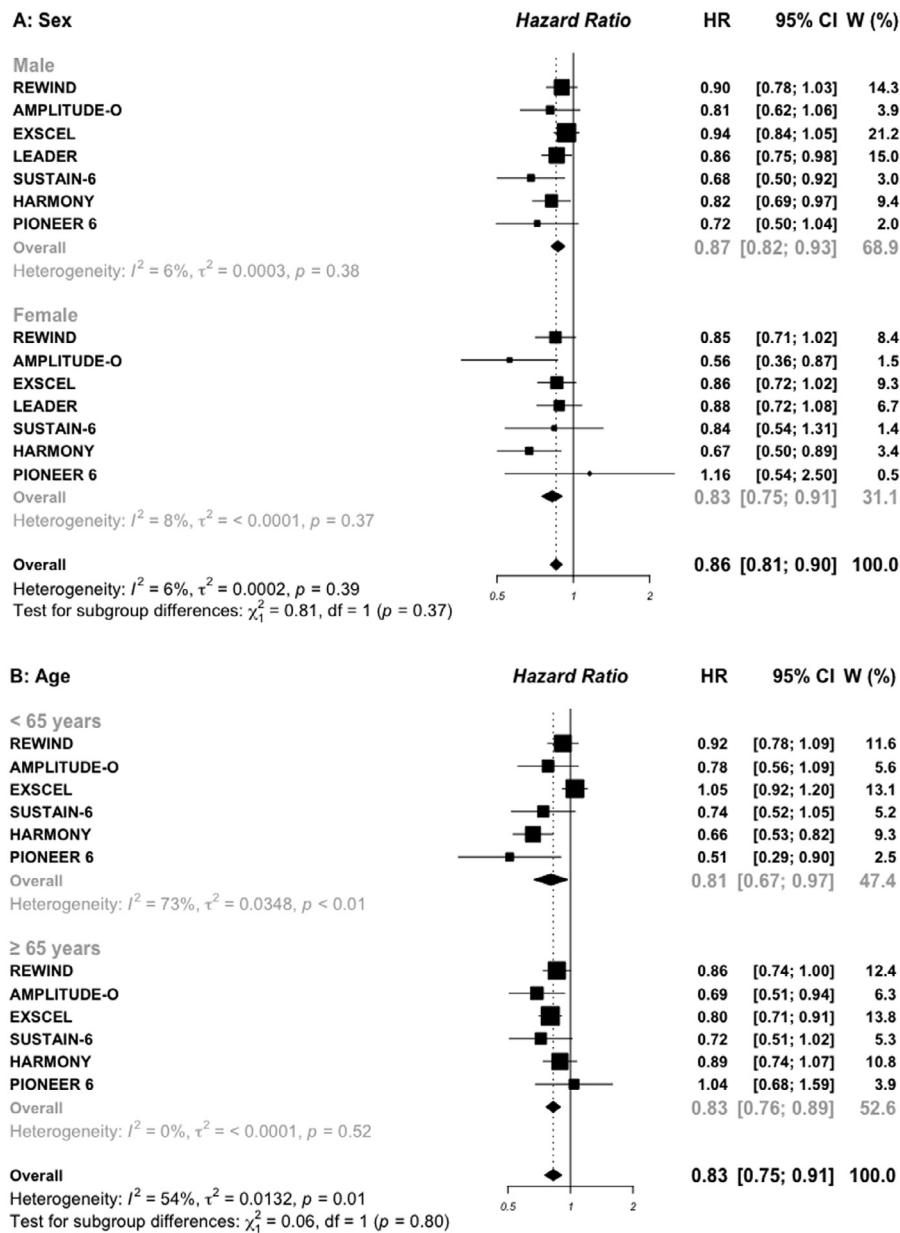 A: Sex Hazard Ratio HR 95% CI W (%)
Male
REWIND 0.90 [0.78; 1.03] 14.3
AMPLITUDE-O 0.81 [0.62; 1.06] 3.9
EXSCEL 0.94 [0.84; 1.05] 21.2
LEADER 0.86 [0.75; 0.98] 15.0
SUSTAIN-6 0.68 [0.50; 0.92] 3.0
HARMONY 0.82 [0.69; 0.97] 9.4
PIONEER 6 0.72 [0.50; 1.04] 2.0
Overall 0.87 [0.82; 0.93] 68.9
Heterogeneity: I² = 6%, τ² = 0.0003, p = 0.38
Female
REWIND 0.85 [0.71; 1.02] 8.4
AMPLITUDE-O 0.56 [0.36; 0.87] 1.5
EXSCEL 0.86 [0.72; 1.02] 9.3
LEADER 0.88 [0.72; 1.08] 6.7
SUSTAIN-6 0.84 [0.54; 1.31] 1.4
HARMONY 0.67 [0.50; 0.89] 3.4
PIONEER 6 1.16 [0.54; 2.50] 0.5
Overall 0.83 [0.75; 0.91] 31.1
Heterogeneity: I² = 8%, τ² = < 0.0001, p = 0.37
Overall 0.86 [0.81; 0.90] 100.0
Heterogeneity: I² = 6%, τ² = 0.0002, p = 0.39
0.5 1 2
Test for subgroup differences: χ²₁ = 0.81, df = 1 (p = 0.37)
B: Age Hazard Ratio HR 95% CI W (%)
< 65 years
REWIND 0.92 [0.78; 1.09] 11.6
AMPLITUDE-O 0.78 [0.56; 1.09] 5.6
EXSCEL 1.05 [0.92; 1.20] 13.1
SUSTAIN-6 0.74 [0.52; 1.05] 5.2
HARMONY 0.66 [0.53; 0.82] 9.3
PIONEER 6 0.51 [0.29; 0.90] 2.5
Overall 0.81 [0.67; 0.97] 47.4
Heterogeneity: I² = 73%, τ² = 0.0348, p < 0.01
≥ 65 years
REWIND 0.86 [0.74; 1.00] 12.4
AMPLITUDE-O 0.69 [0.51; 0.94] 6.3
EXSCEL 0.80 [0.71; 0.91] 13.8
SUSTAIN-6 0.72 [0.51; 1.02] 5.3
HARMONY 0.89 [0.74; 1.07] 10.8
PIONEER 6 1.04 [0.68; 1.59] 3.9
Overall 0.83 [0.76; 0.89] 52.6
Heterogeneity: I² = 0%, τ² = < 0.0001, p = 0.52
Overall 0.83 [0.75; 0.91] 100.0
Heterogeneity: I² = 54%, τ² = 0.0132, p = 0.01
0.5 1 2
Test for subgroup differences: χ²₁ = 0.06, df = 1 (p = 0.80)